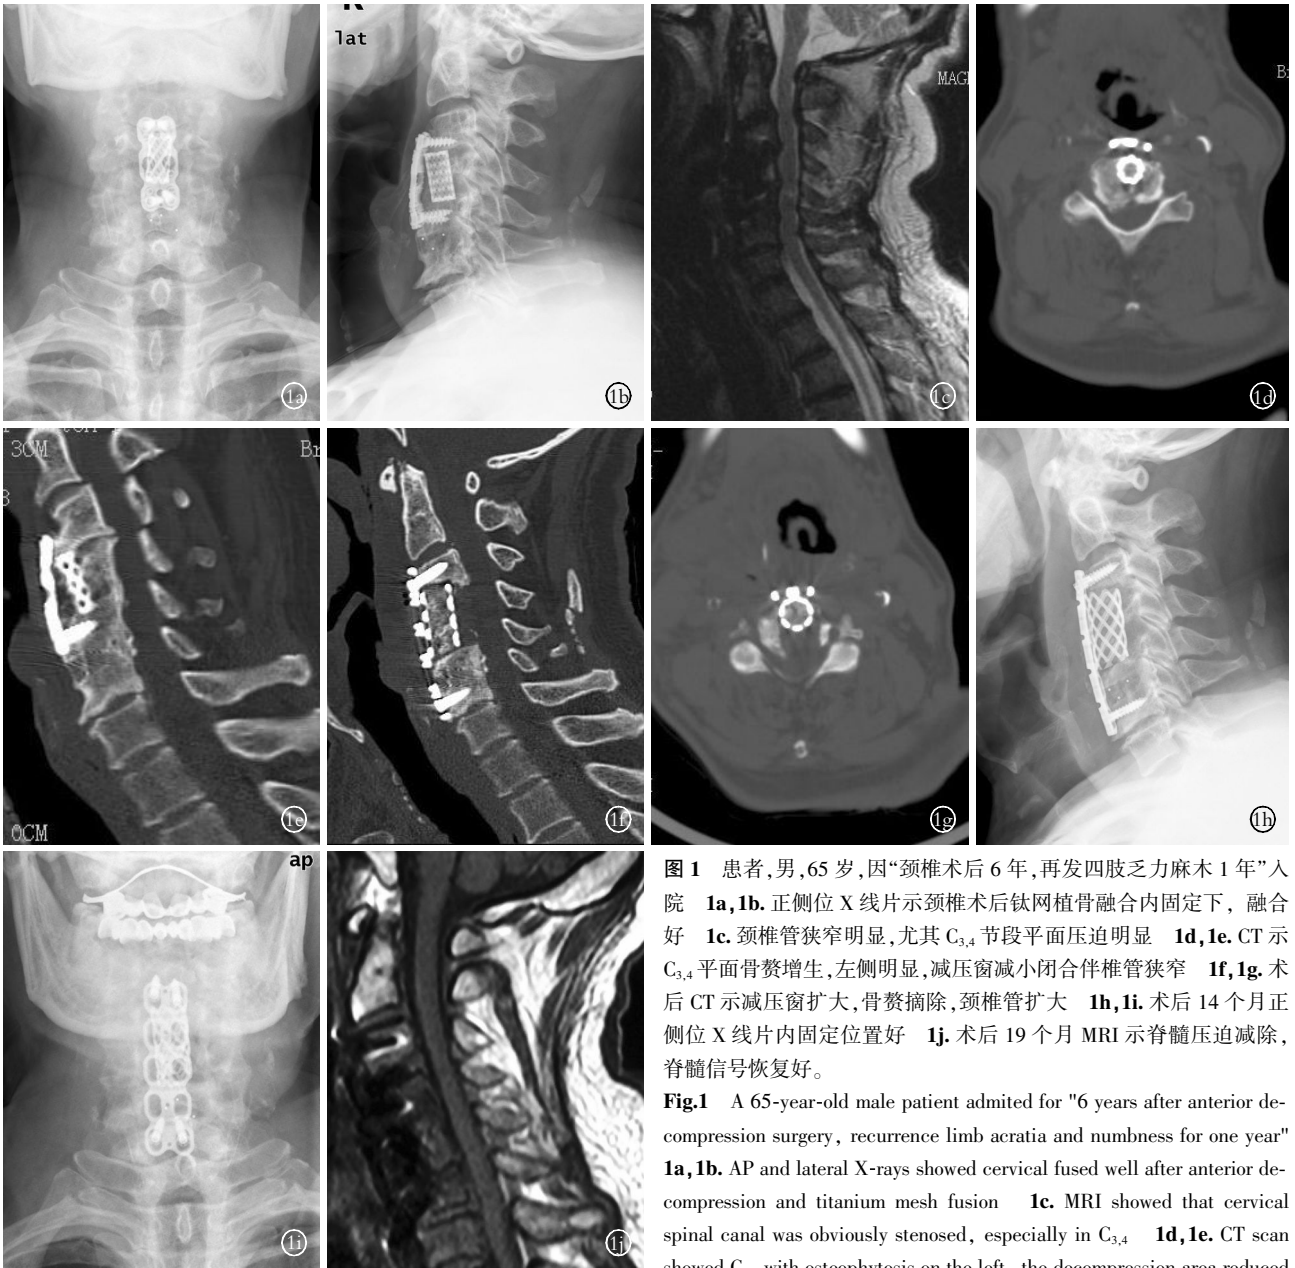 lat
1a
1b
MAG
1c
1d
3CM
Br
8
0CM
1e
1f
1g
1h
ap
1i
1j
图 1 患者,男,65 岁,因“颈椎术后 6 年,再发四肢乏力麻木 1 年”入
院 1a,1b. 正侧位 X 线片示颈椎术后钛网植骨融合内固定下，融合
好 1c. 颈椎管狭窄明显,尤其 C3,4 节段平面压迫明显 1d,1e. CT 示
C3,4 平面骨赘增生,左侧明显,减压窗减小闭合伴椎管狭窄 1f,1g. 术
后 CT 示减压窗扩大,骨赘摘除,颈椎管扩大 1h,1i. 术后 14 个月正
侧位 X 线片内固定位置好 1j. 术后 19 个月 MRI 示脊髓压迫减除,
脊髓信号恢复好。
Fig.1 A 65-year-old male patient admited for "6 years after anterior de-
compression surgery, recurrence limb acratia and numbness for one year"
1a,1b. AP and lateral X-rays showed cervical fused well after anterior de-
compression and titanium mesh fusion 1c. MRI showed that cervical
spinal canal was obviously stenosed, especially in C3,4 1d,1e. CT scan
showed C with osteophytosis on the left, the decompression area reduced